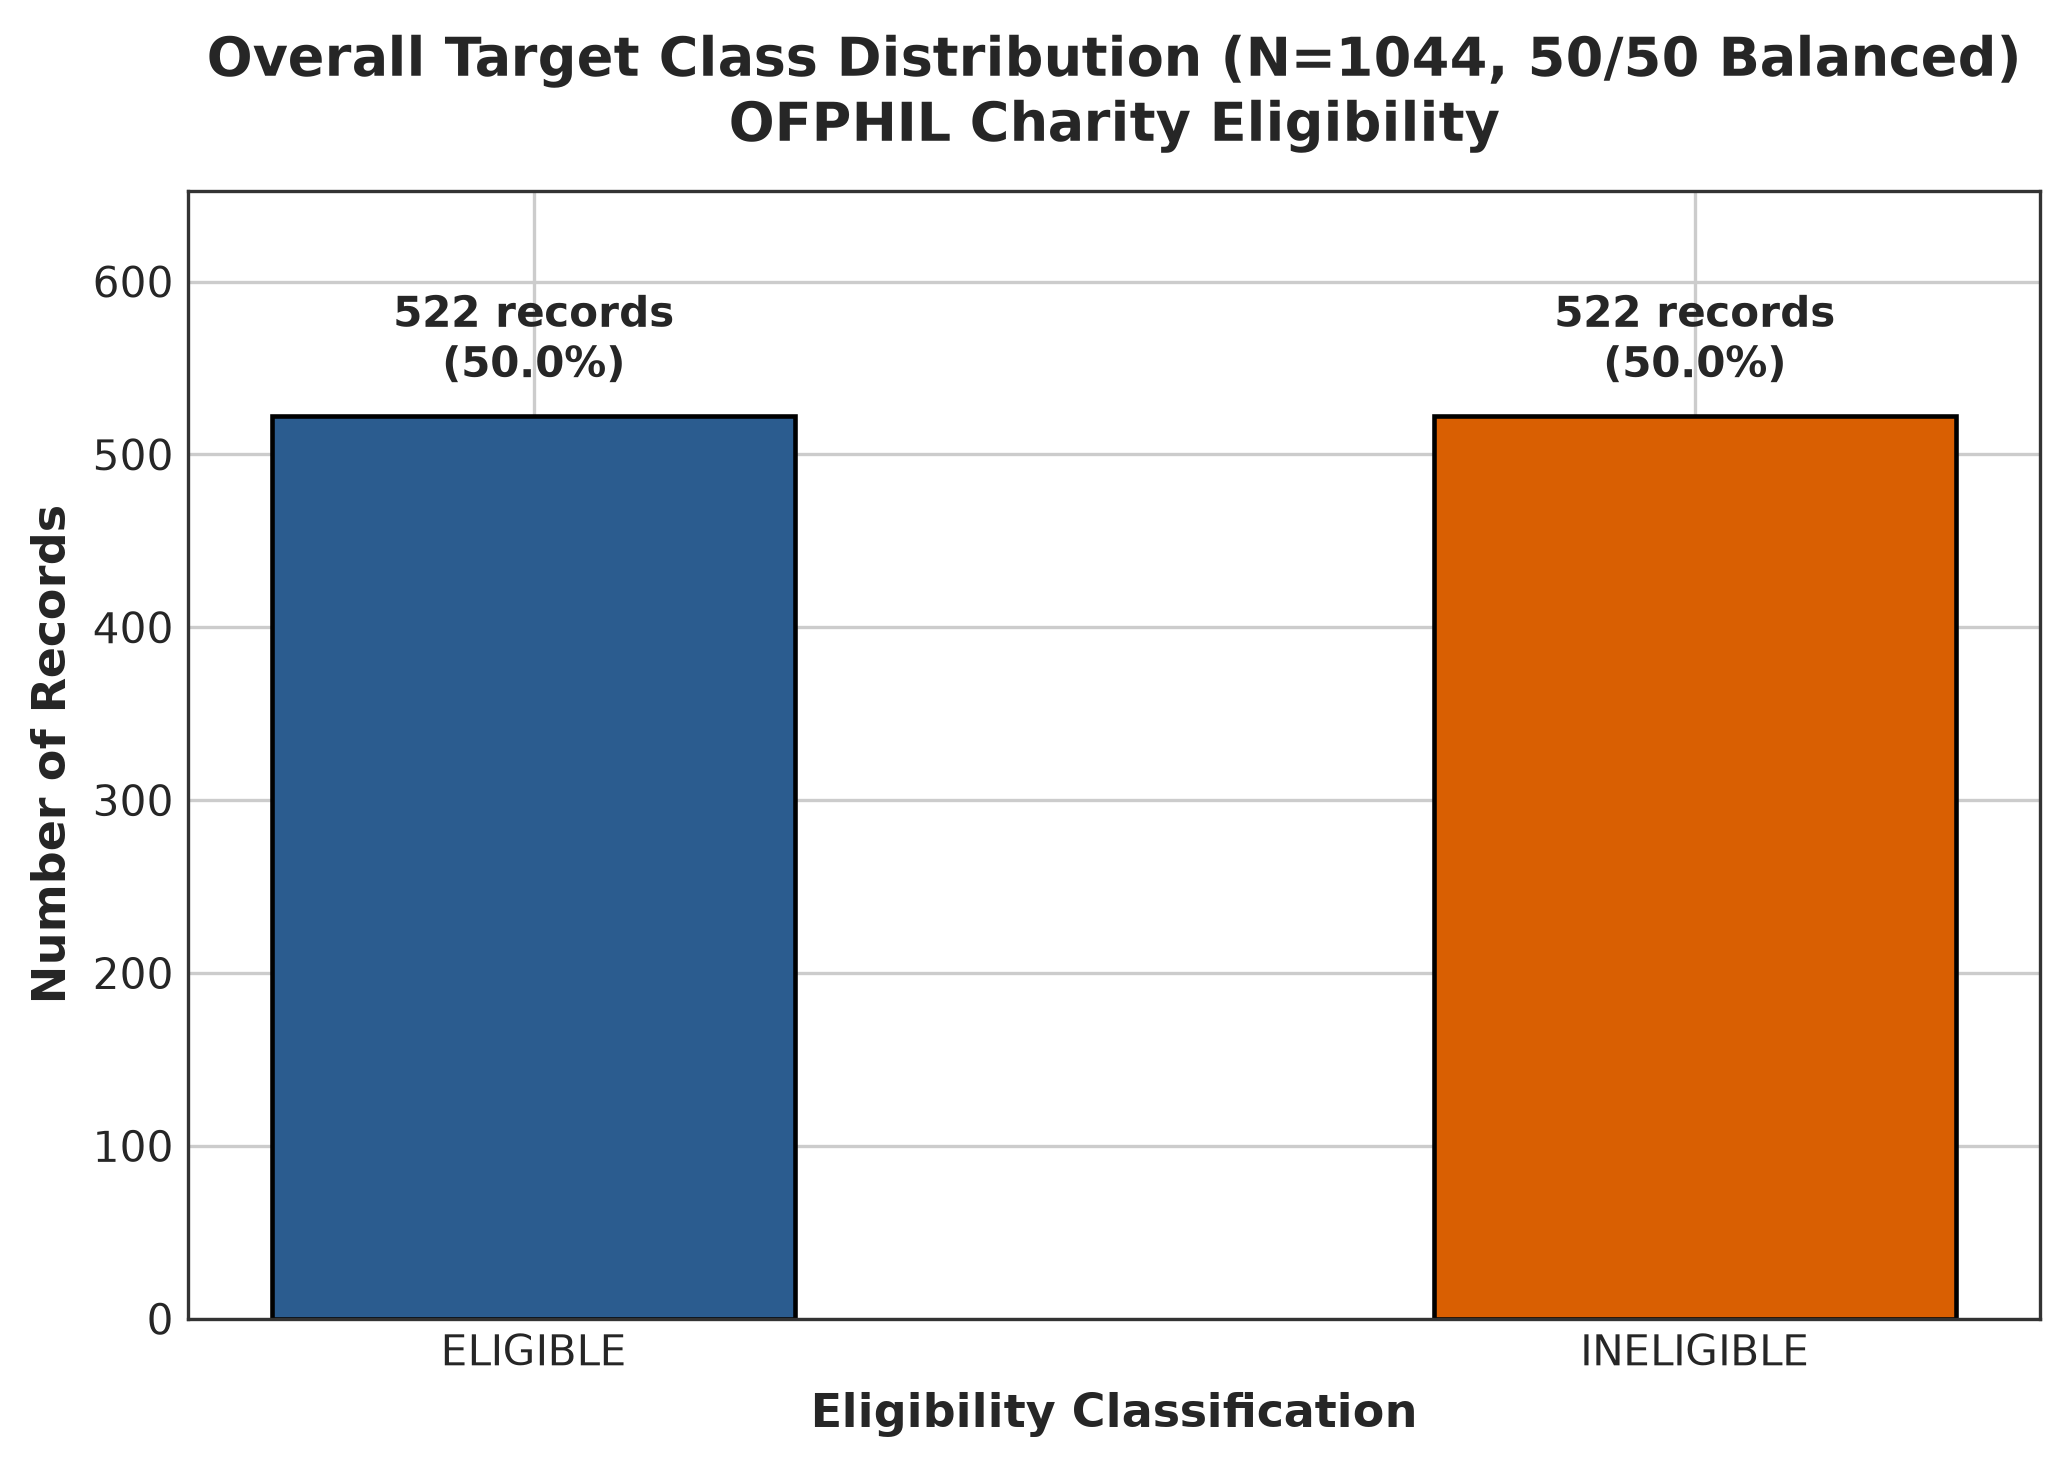 Overall Target Class Distribution (N=1044, 50/50 Balanced)
OFPHIL Charity Eligibility
600
500
400
300
200
100
0
Number of Records
522 records
(50.0%)
522 records
(50.0%)
ELIGIBLE
INELIGIBLE
Eligibility Classification